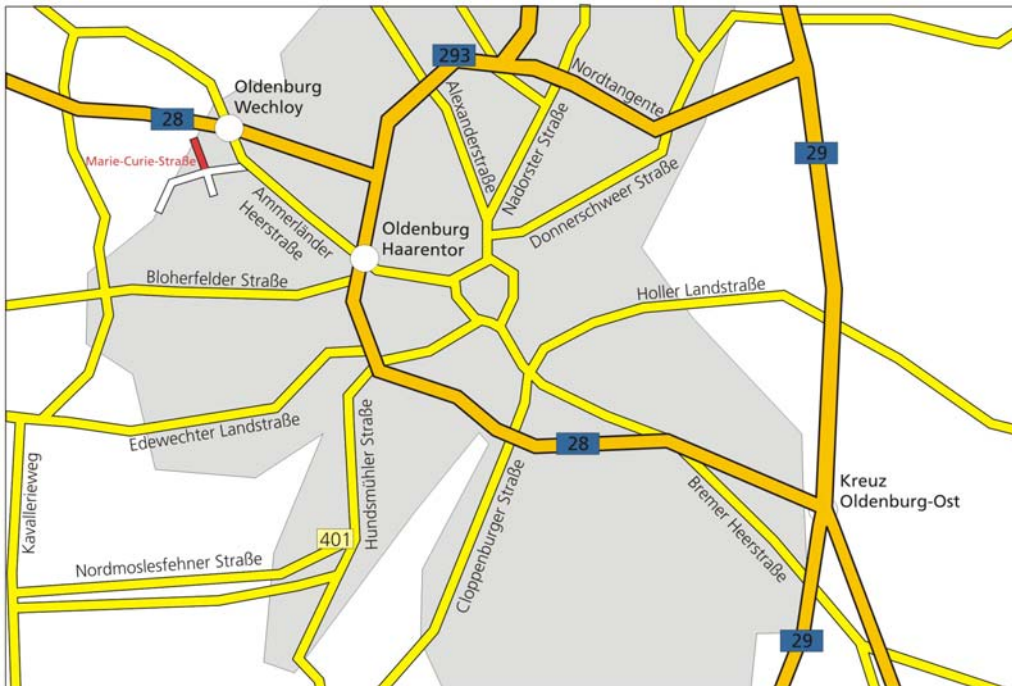 293
Nordtangente
Oldenburg
Wechloy
28
Alexanderstraße
Nadorster Straße
29
Marie-Curie-Straße
Ammerländer
Heerstraße
Donnerschweer Straße
Oldenburg
Haarentor
Bloherfelder Straße
Holler Landstraße
Edewechter Landstraße
Hundsmühler Straße
28
Kavallerieweg
Cloppenburger Straße
Bremer Heerstraße
Kreuz
Oldenburg-Ost
401
Nordmoslesfehner Straße
29